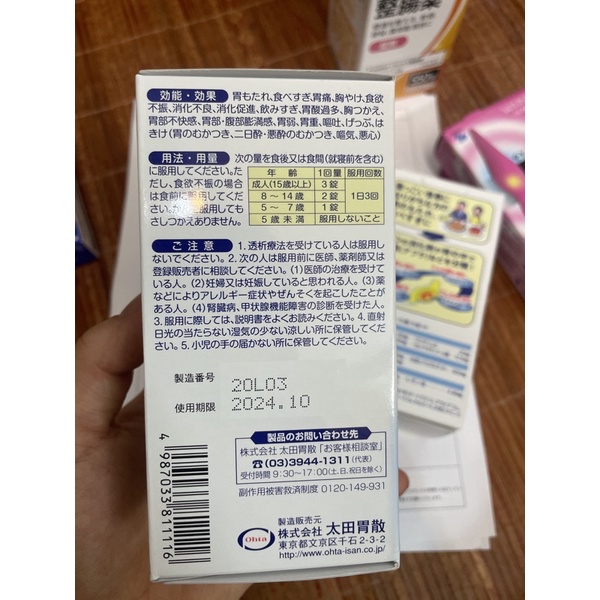 整腸薬
効能・効果 胃もたれ、食べすぎ、胃痛、胸やけ、食欲
不振、消化不良、消化促進、飲みすぎ、胃酸過多、胸つかえ、
胃部不快感、胃部・腹部膨満感、胃弱、胃重、嘔吐、げっぷ、は
きけ(胃のむかつき、二日酔・悪酔のむかつき、嘔気、悪心)
用法・用量 次の量を食後又は食間(就寝前を含む)
に服用してください。ただ
し、食欲不振の場合
は食前に服用して
さしつかえありません。
年齢 1回量 服用回数
成人(15歳以上) 3錠 1日3回
8〜14歳 2錠
5〜7歳 1錠
5歳未満 服用しないこと
ご注意 1. 透析療法を受けている人は服用し
ないでください。2. 次の人は服用前に医師、薬剤師又は
登録販売者に相談してください。(1)医師の治療を受けて
いる人。(2)妊婦又は妊娠していると思われる人。(3)薬
などによりアレルギー症状やぜんそくを起こしたことが
ある人。(4)腎臓病、甲状腺機能障害の診断を受けた人。
3. 服用に際しては、説明書をよくお読みください。4. 直射
日光の当たらない湿気の少ない涼しい所に保管してくださ
い。5. 小児の手の届かない所に保管してください。
製造番号 20L03
使用期限 2024.10
製品のお問い合わせ先
株式会社 太田胃散「お客様相談室」
☎(03)3944-1311(代表)
受付時間 9:30〜17:00(土、日、祝日を除く)
副作用被害救済制度 0120-149-931
4 987033 811116
Ohta
製造販売元
株式会社 太田胃散
東京都文京区千石2-3-2
http://www.ohta-isan.co.jp/